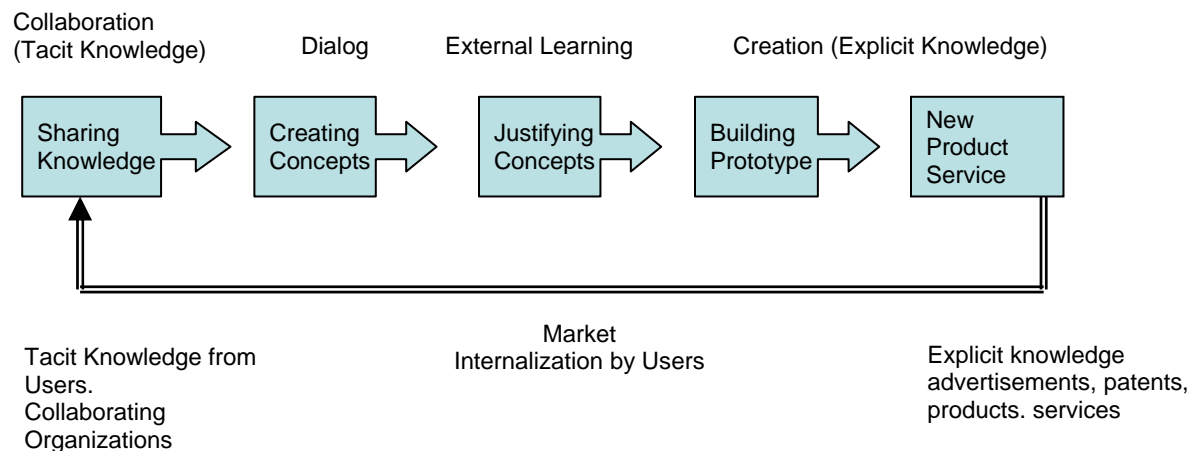 Collaboration
(Tacit Knowledge)
Dialog
External Learning
Creation (Explicit Knowledge)
Sharing
Knowledge
Creating
Concepts
Justifying
Concepts
Building
Prototype
New
Product
Service
Market
Internalization by Users
Tacit Knowledge from
Users.
Collaborating
Organizations
Explicit knowledge
advertisements, patents,
products. services